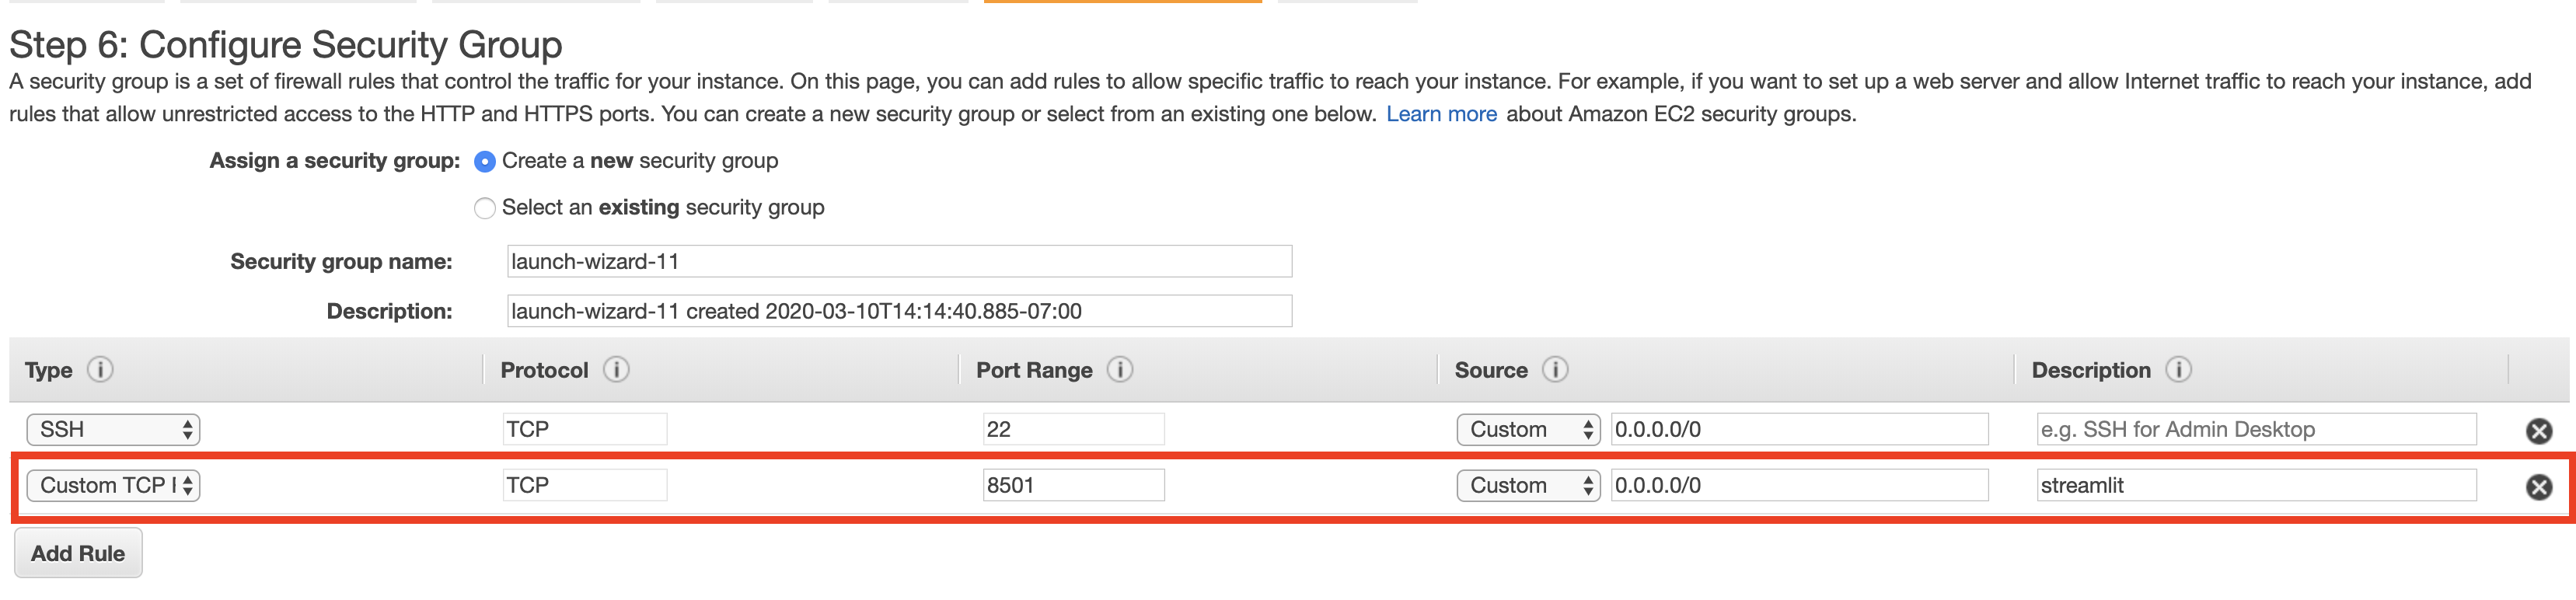 Step 6: Configure Security Group
A security group is a set of firewall rules that control the traffic for your instance. On this page, you can add rules to allow specific traffic to reach your instance. For example, if you want to set up a web server and allow Internet traffic to reach your instance, add
rules that allow unrestricted access to the HTTP and HTTPS ports. You can create a new security group or select from an existing one below. Learn more about Amazon EC2 security groups.
Assign a security group: Create a new security group
Select an existing security group
Security group name: launch-wizard-11
Description: launch-wizard-11 created 2020-03-10T14:14:40.885-07:00
Type Protocol Port Range Source Description
SSH TCP 22 Custom 0.0.0.0/0 e.g. SSH for Admin Desktop
Custom TCP TCP 8501 Custom 0.0.0.0/0 streamlit
Add Rule